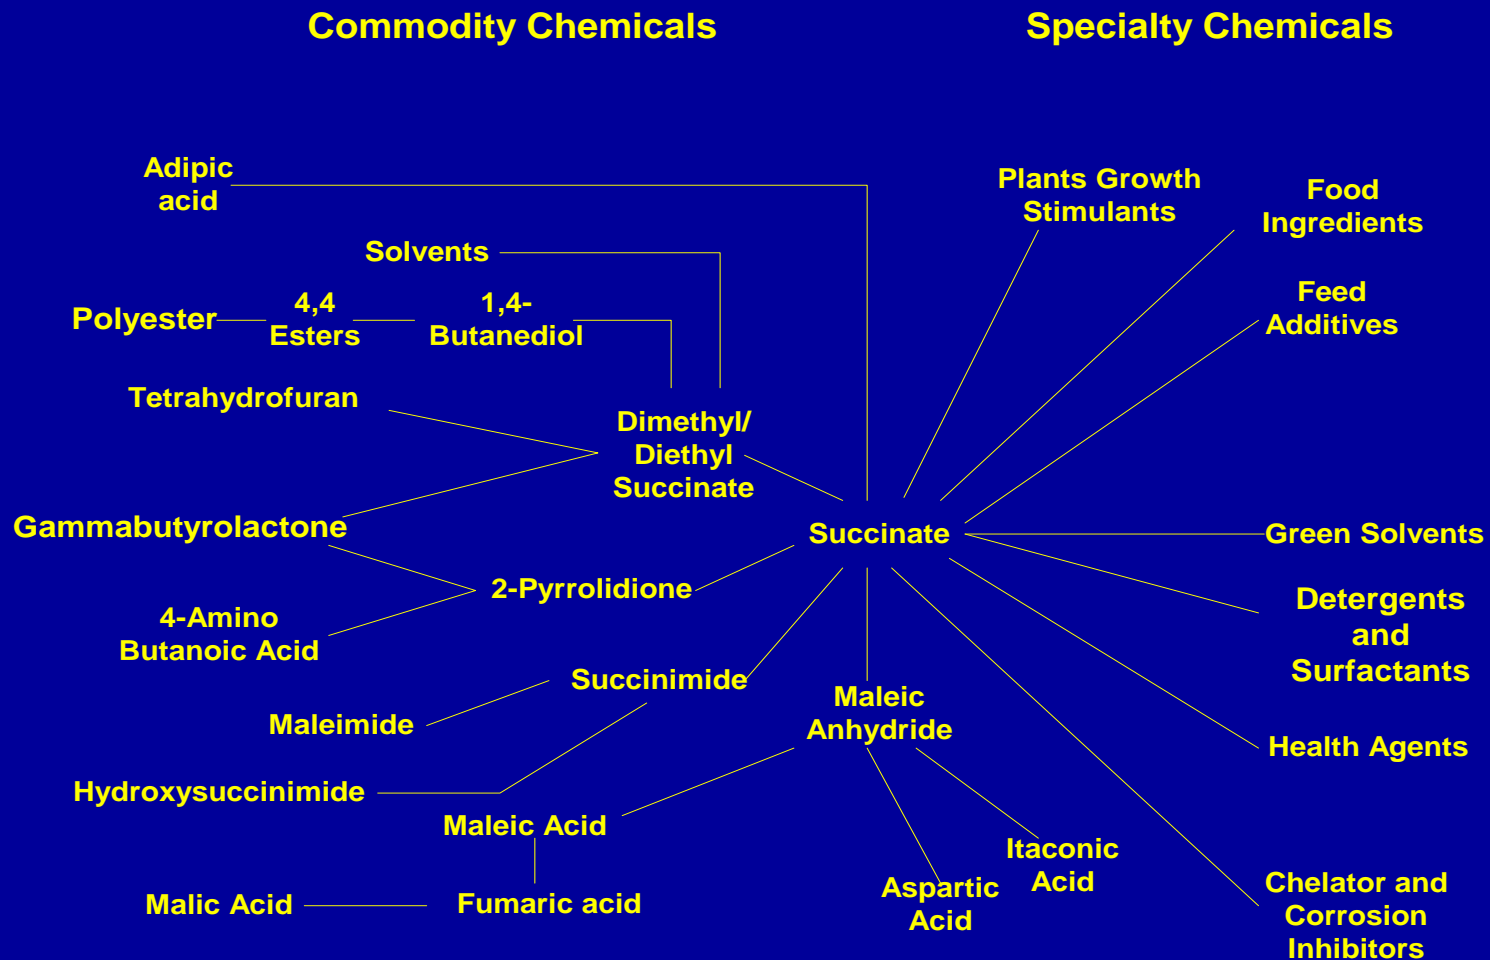 Commodity Chemicals
Specialty Chemicals
Adipic
acid
Plants Growth
Stimulants
Food
Ingredients
Solvents
4,4
Esters
1,4-
Butanediol
Polyester
Feed
Additives
Tetrahydrofuran
Dimethyl/
Diethyl
Succinate
Gammabutyrolactone
Succinate
Green Solvents
2-Pyrrolidione
4-Amino
Butanoic Acid
Detergents
and
Surfactants
Succinimide
Maleic
Anhydride
Maleimide
Health Agents
Hydroxysuccinimide
Maleic Acid
Itaconic
Acid
Aspartic
Acid
Chelator and
Corrosion
Inhibitors
Malic Acid
Fumaric acid